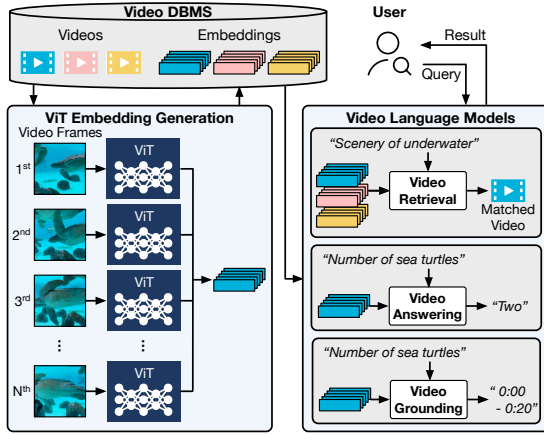 Video DBMS
Videos
Embeddings
User
Result
Query
ViT Embedding Generation
Video Frames
1st
ViT
2nd
ViT
3rd
ViT
...
...
Nth
ViT
Video Language Models
“Scenery of underwater”
Video
Retrieval
Matched
Video
“Number of sea turtles”
Video
Answering
“Two”
“Number of sea turtles”
Video
Grounding
“ 0:00
- 0:20”